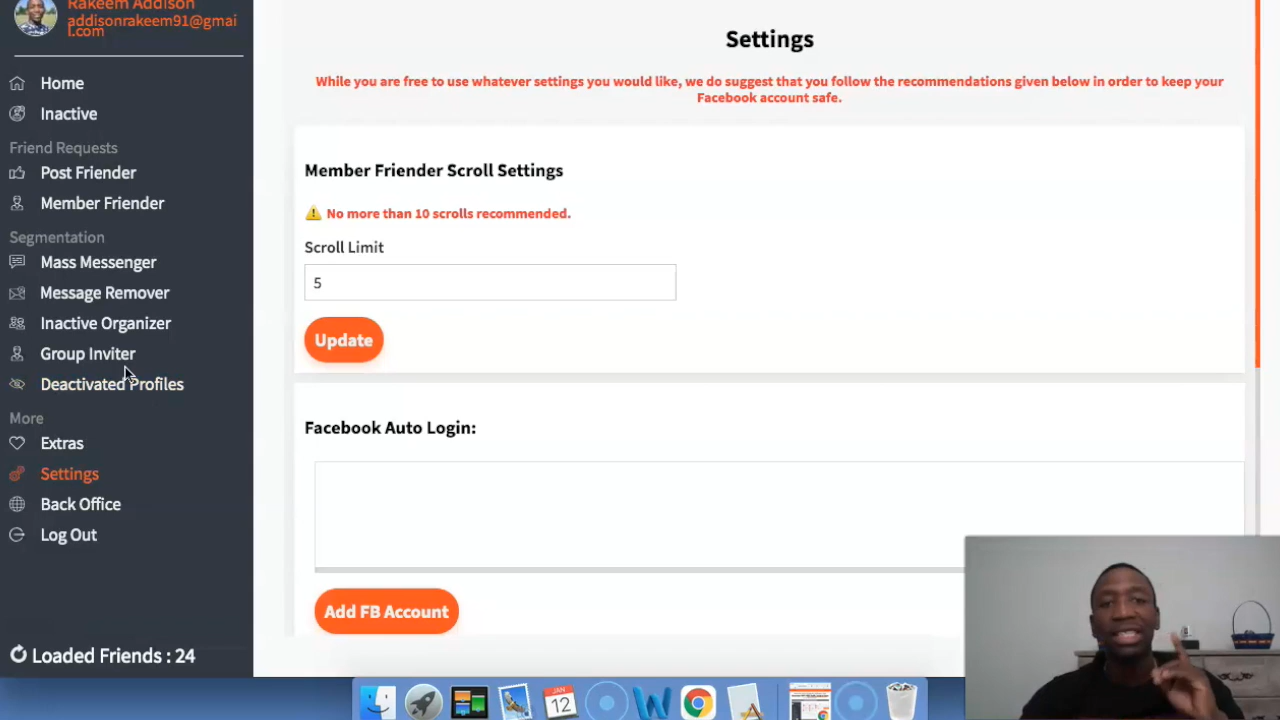 Rakeem Addison
addisonrakeem91@gmai
l.com
Home
Inactive
Friend Requests
Post Friender
Member Friender
Segmentation
Mass Messenger
Message Remover
Inactive Organizer
Group Inviter
Deactivated Profiles
More
Extras
Settings
Back Office
Log Out
Loaded Friends : 24
Settings
While you are free to use whatever settings you would like, we do suggest that you follow the recommendations given below in order to keep your
Facebook account safe.
Member Friender Scroll Settings
No more than 10 scrolls recommended.
Scroll Limit
5
Update
Facebook Auto Login:
Add FB Account
JAN
12